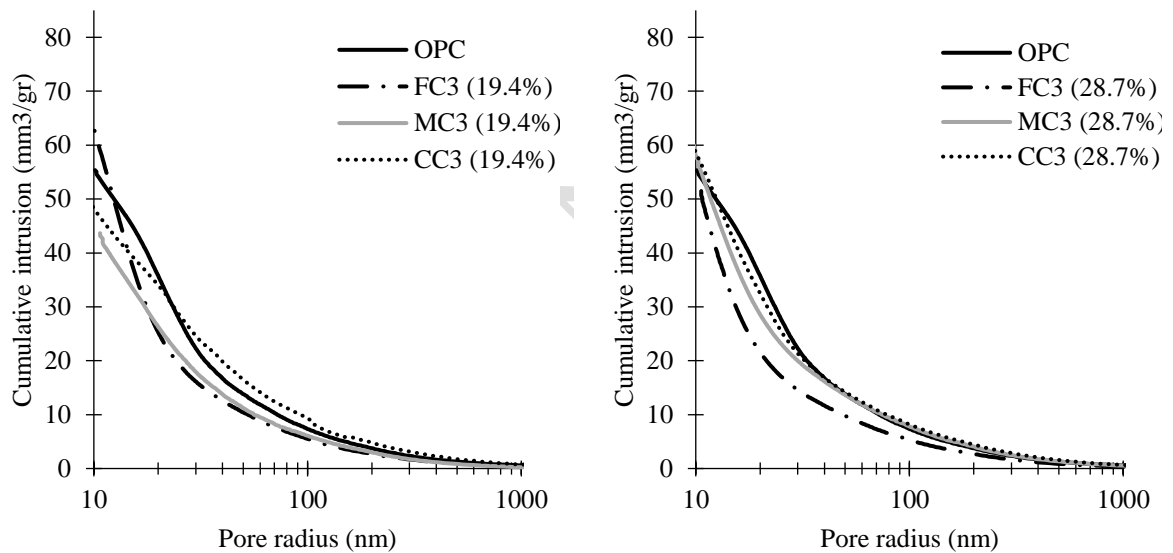 80
70
60
50
40
30
20
10
0
Cumulative intrusion (mm3/gr)
OPC
FC3 (19.4%)
MC3 (19.4%)
CC3 (19.4%)
10
100
1000
Pore radius (nm)
80
70
60
50
40
30
20
10
0
Cumulative intrusion (mm3/gr)
OPC
FC3 (28.7%)
MC3 (28.7%)
CC3 (28.7%)
10
100
1000
Pore radius (nm)